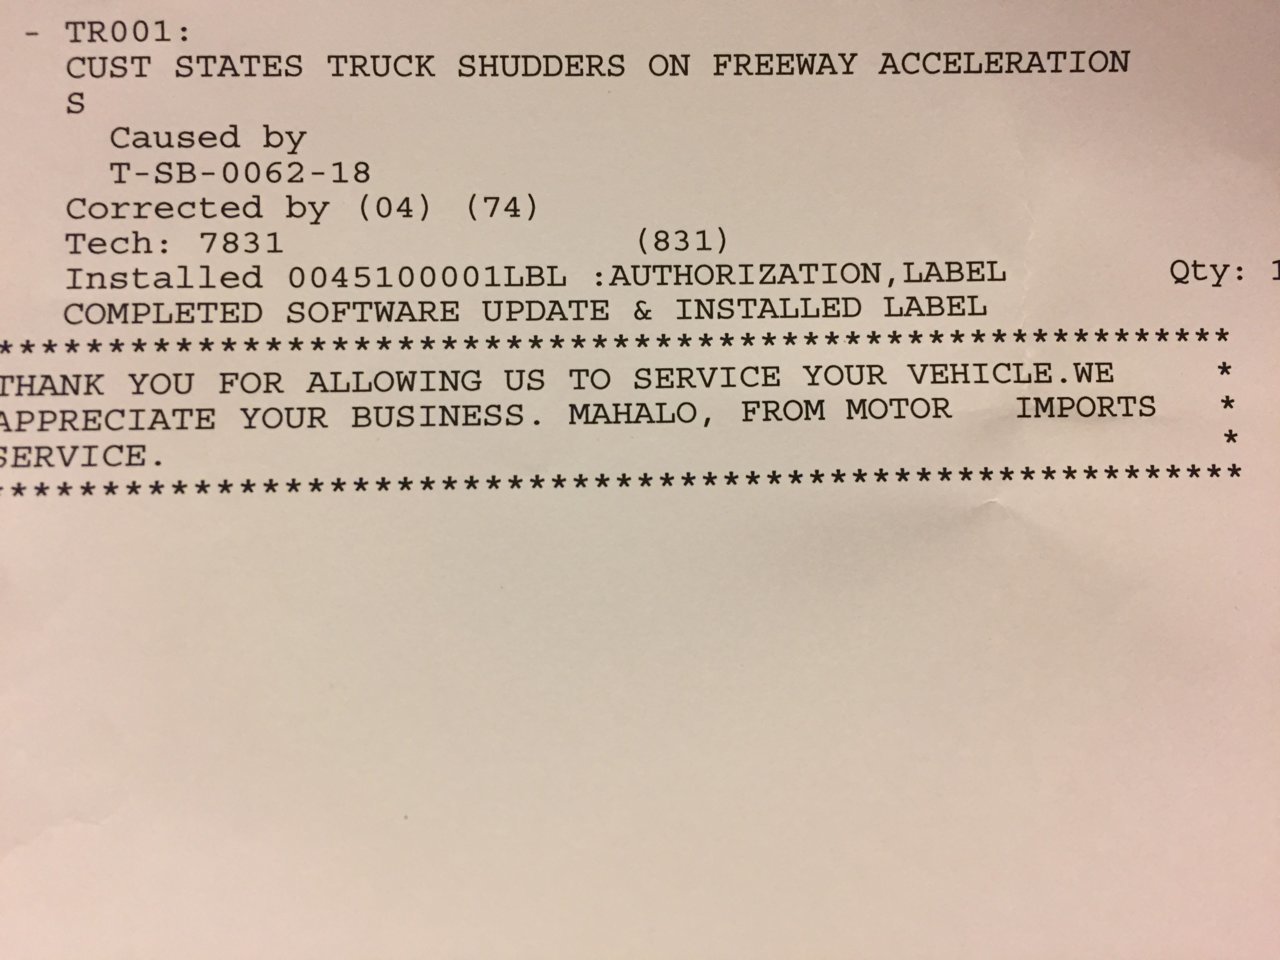 - TR001:
CUST STATES TRUCK SHUDDERS ON FREEWAY ACCELERATION
S
Caused by
T-SB-0062-18
Corrected by (04) (74)
Tech: 7831 (831)
Installed 0045100001LBL :AUTHORIZATION,LABEL Qty: 1
COMPLETED SOFTWARE UPDATE & INSTALLED LABEL
*********************************************************
THANK YOU FOR ALLOWING US TO SERVICE YOUR VEHICLE.WE *
APPRECIATE YOUR BUSINESS. MAHALO, FROM MOTOR IMPORTS *
SERVICE. *
*********************************************************